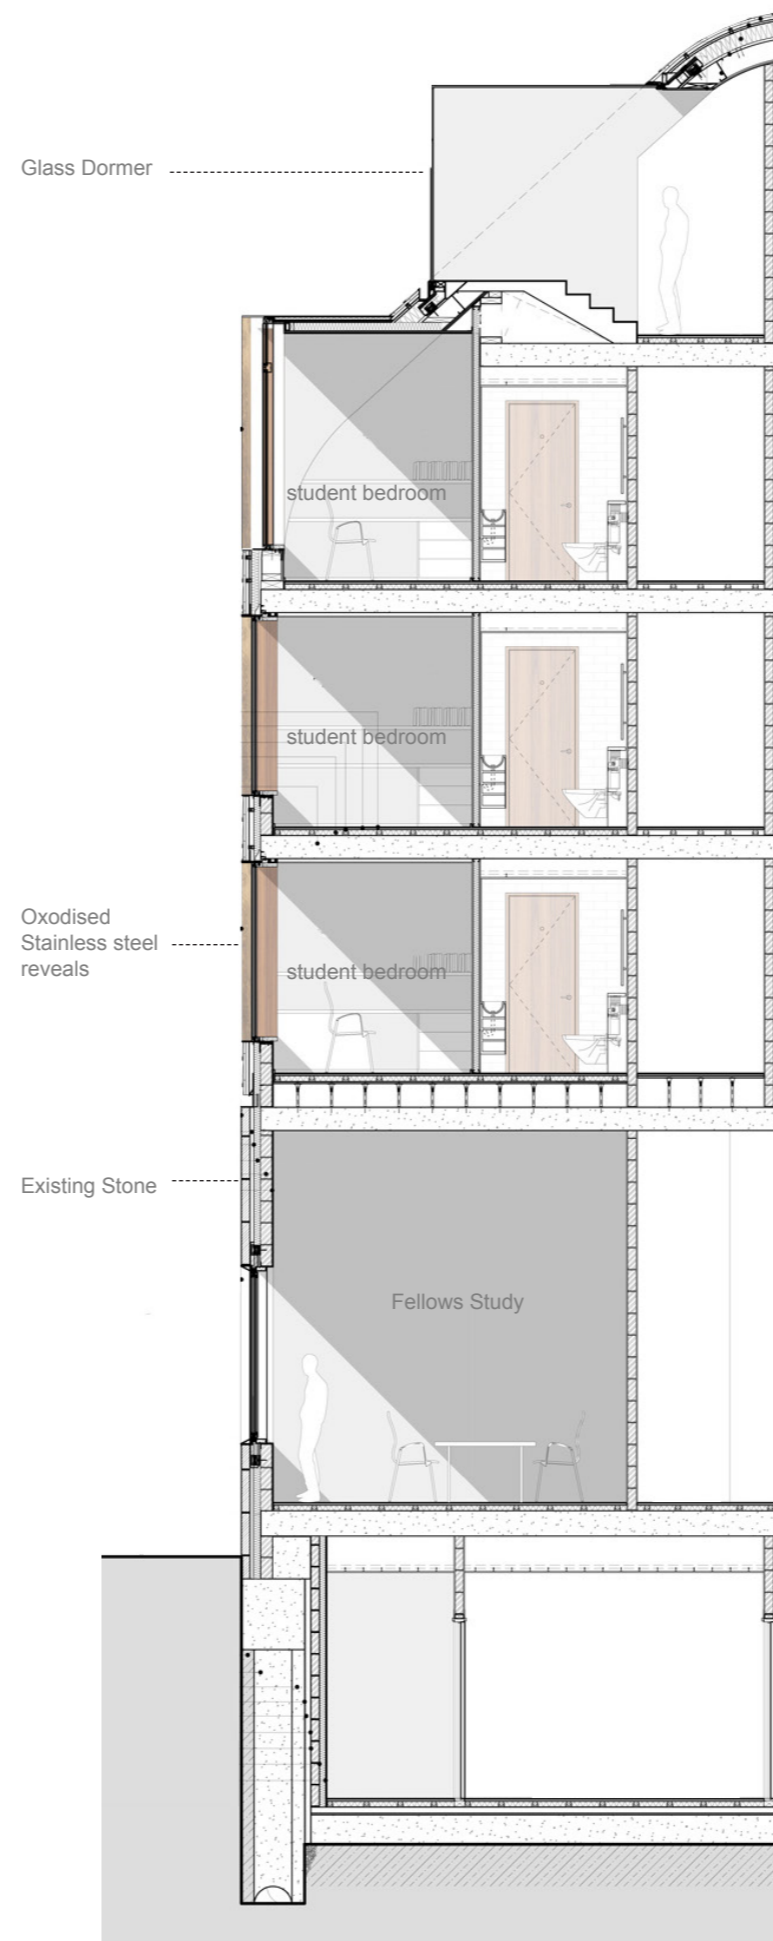 Glass Dormer
student bedroom
student bedroom
Oxodised
Stainless steel
reveals
student bedroom
Existing Stone
Fellows Study